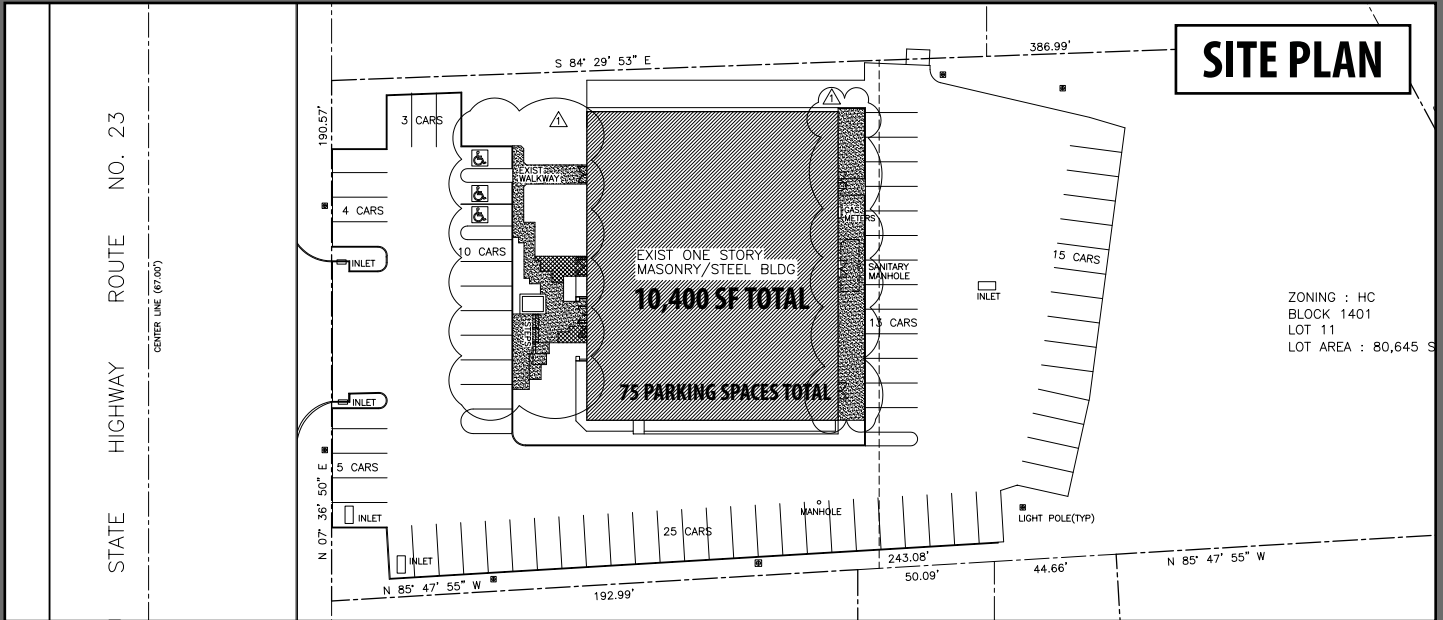 SITE PLAN
STATE HIGHWAY ROUTE NO. 23
CENTER LINE (67.00')
190.57'
N 07° 36' 50" E
S 84° 29' 53" E
386.99'
3 CARS
1
1
EXIST
WALKWAY
4 CARS
GAS
METERS
10 CARS
INLET
EXIST ONE STORY
MASONRY/STEEL BLDG
10,400 SF TOTAL
SANITARY
MANHOLE
15 CARS
INLET
ZONING : HC
BLOCK 1401
LOT 11
LOT AREA : 80,645 S
13 CARS
STEPS
75 PARKING SPACES TOTAL
INLET
5 CARS
INLET
MANHOLE
LIGHT POLE(TYP)
25 CARS
INLET
243.08'
N 85° 47' 55" W
192.99'
50.09'
44.66'
N 85° 47' 55" W